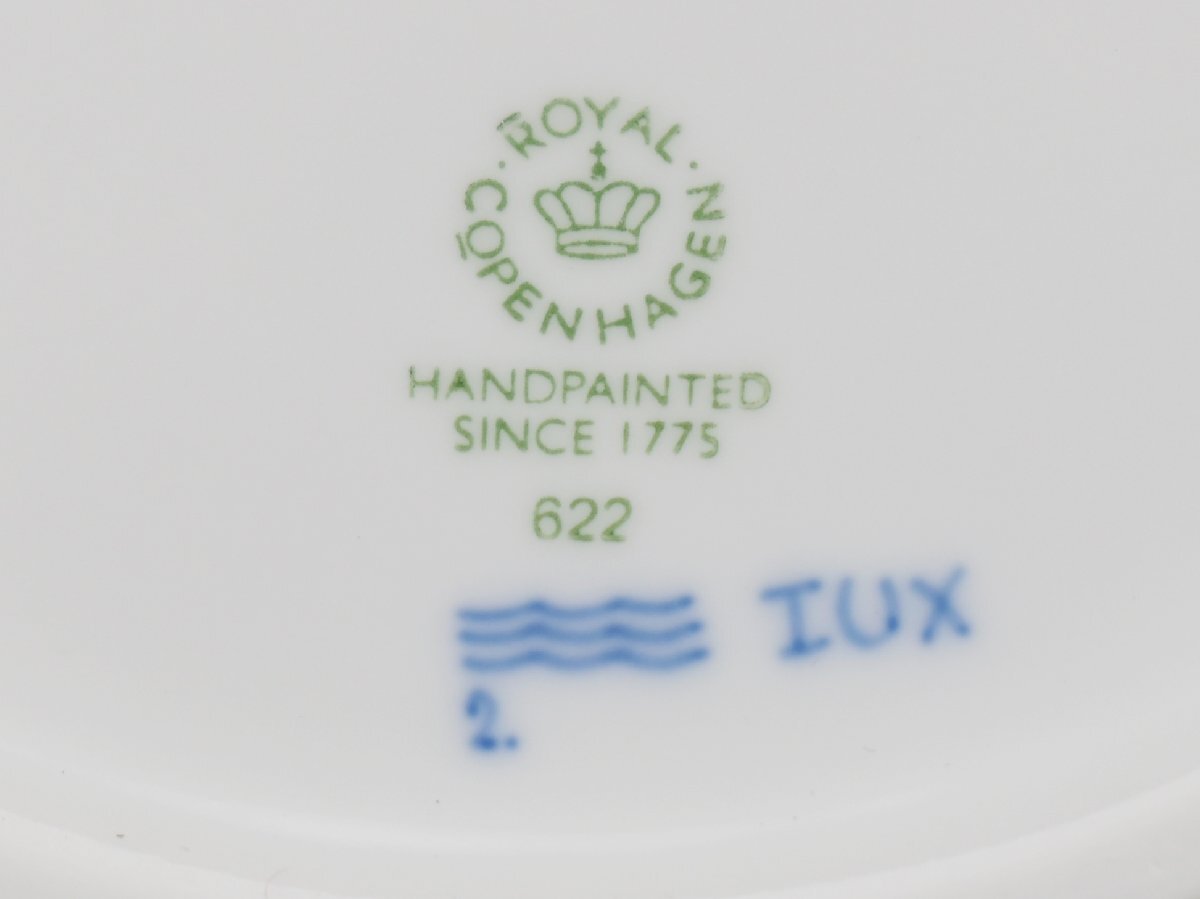 ROYAL
COPENHAGEN
HANDPAINTED
SINCE 1775
622
IUX
2.